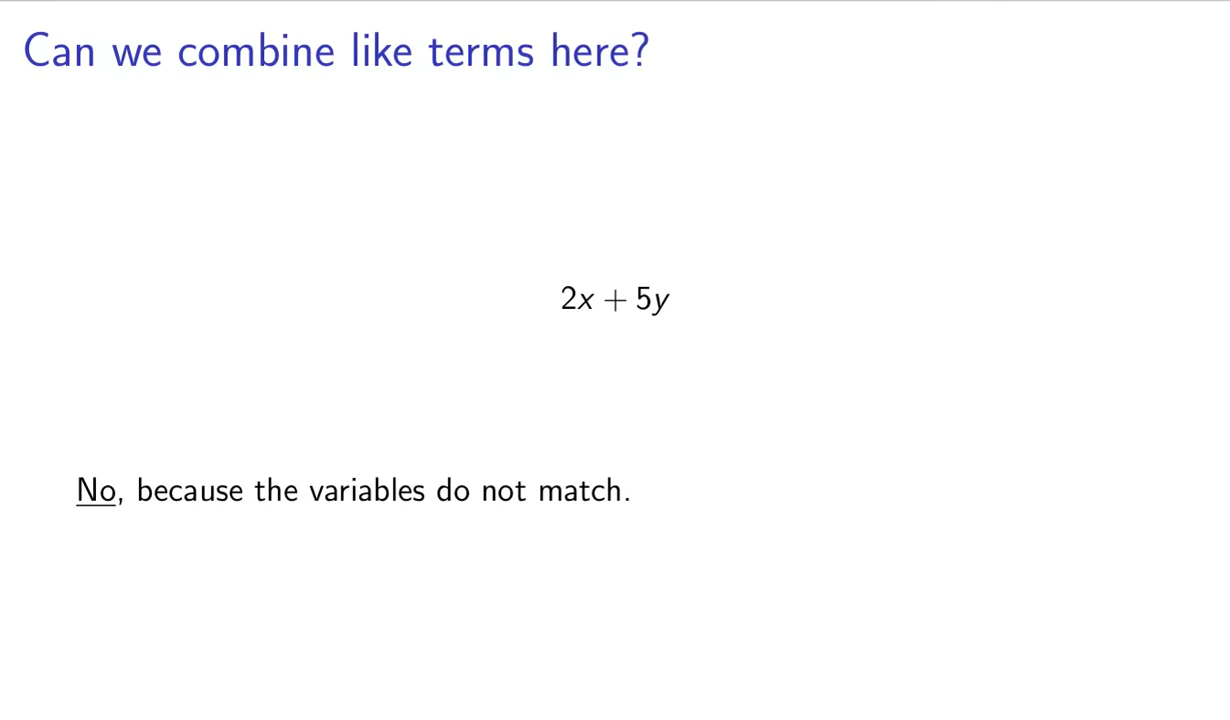 Can we combine like terms here?
2x + 5y
No, because the variables do not match.